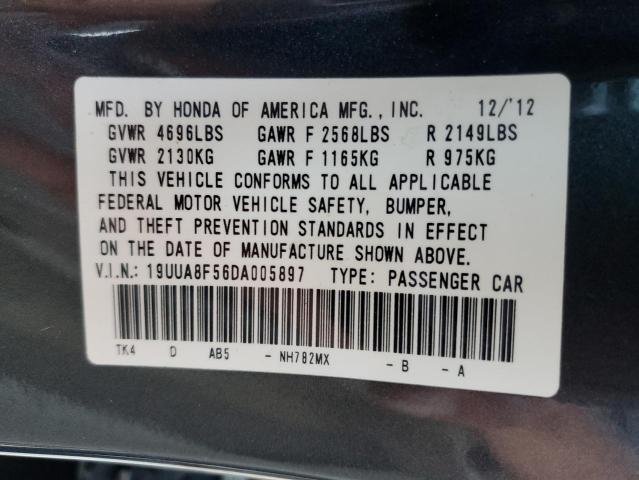 MFD. BY HONDA OF AMERICA MFG., INC. 12/'12
GVWR 4696LBS GAWR F 2568LBS R 2149LBS
GVWR 2130KG GAWR F 1165KG R 975KG
THIS VEHICLE CONFORMS TO ALL APPLICABLE
FEDERAL MOTOR VEHICLE SAFETY, BUMPER,
AND THEFT PREVENTION STANDARDS IN EFFECT
ON THE DATE OF MANUFACTURE SHOWN ABOVE.
V.I.N.: 19UUA8F56DA005897 TYPE: PASSENGER CAR
TK4 D AB5 - NH782MX - B - A